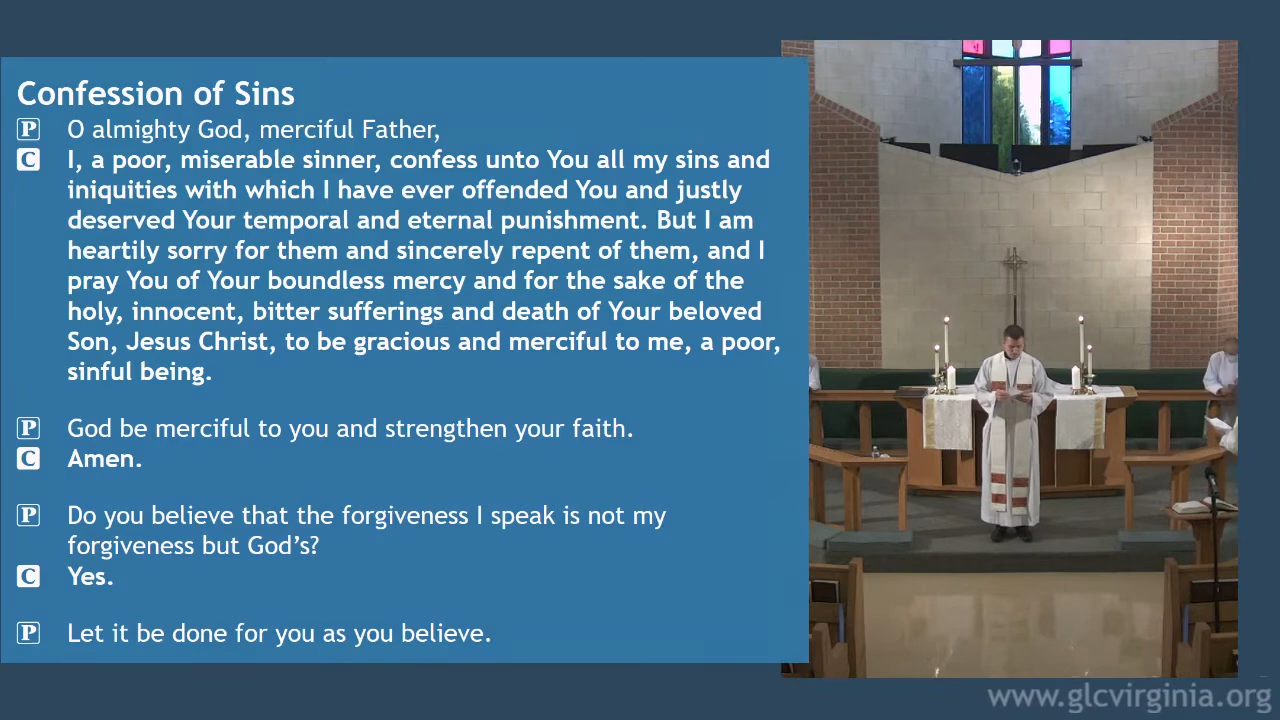 Confession of Sins
P O almighty God, merciful Father,
C I, a poor, miserable sinner, confess unto You all my sins and
iniquities with which I have ever offended You and justly
deserved Your temporal and eternal punishment. But I am
heartily sorry for them and sincerely repent of them, and I
pray You of Your boundless mercy and for the sake of the
holy, innocent, bitter sufferings and death of Your beloved
Son, Jesus Christ, to be gracious and merciful to me, a poor,
sinful being.
P God be merciful to you and strengthen your faith.
C Amen.
P Do you believe that the forgiveness I speak is not my
forgiveness but God’s?
C Yes.
P Let it be done for you as you believe.
www.glcvirginia.org